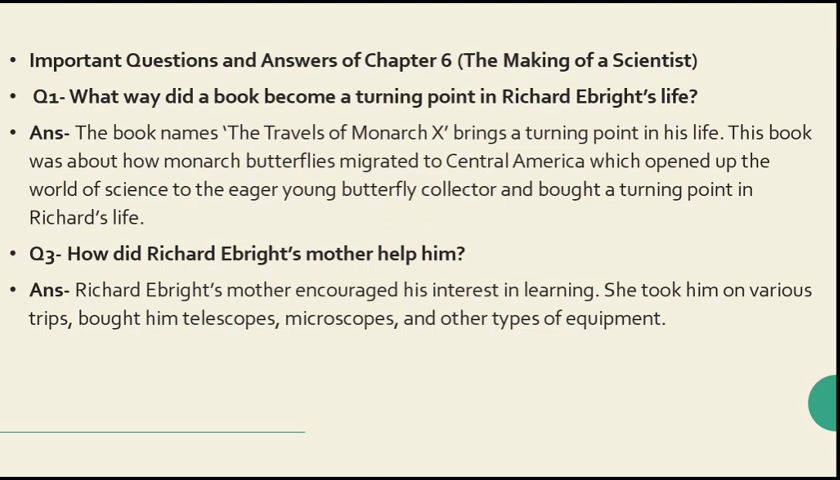 • Important Questions and Answers of Chapter 6 (The Making of a Scientist)
• Q1- What way did a book become a turning point in Richard Ebright's life?
• Ans- The book names ‘The Travels of Monarch X’ brings a turning point in his life. This book
was about how monarch butterflies migrated to Central America which opened up the
world of science to the eager young butterfly collector and bought a turning point in
Richard's life.
• Q3- How did Richard Ebright's mother help him?
• Ans- Richard Ebright's mother encouraged his interest in learning. She took him on various
trips, bought him telescopes, microscopes, and other types of equipment.